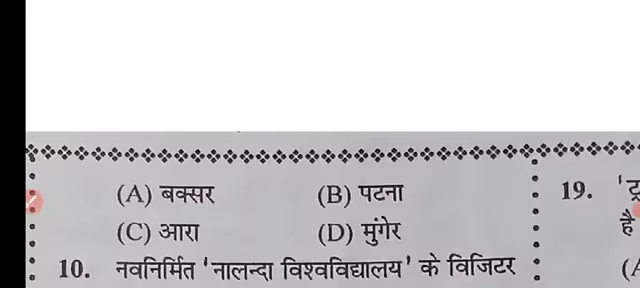 (A) बक्सर (B) पटना
(C) आरा (D) मुंगेर
10. नवनिर्मित 'नालन्दा विश्वविद्यालय' के विजिटर
19.
है